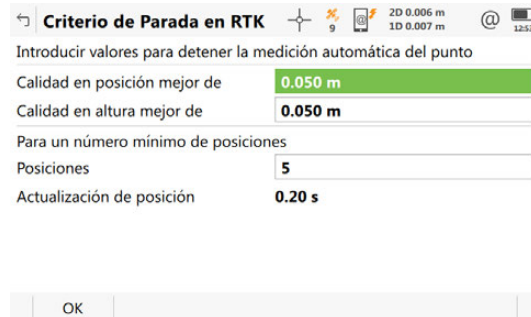 Criterio de Parada en RTK
9
@
2D 0.006 m
1D 0.007 m
@
Introducir valores para detener la medición automática del punto
Calidad en posición mejor de 0.050 m
Calidad en altura mejor de 0.050 m
Para un número mínimo de posiciones
Posiciones 5
Actualización de posición 0.20 s
OK